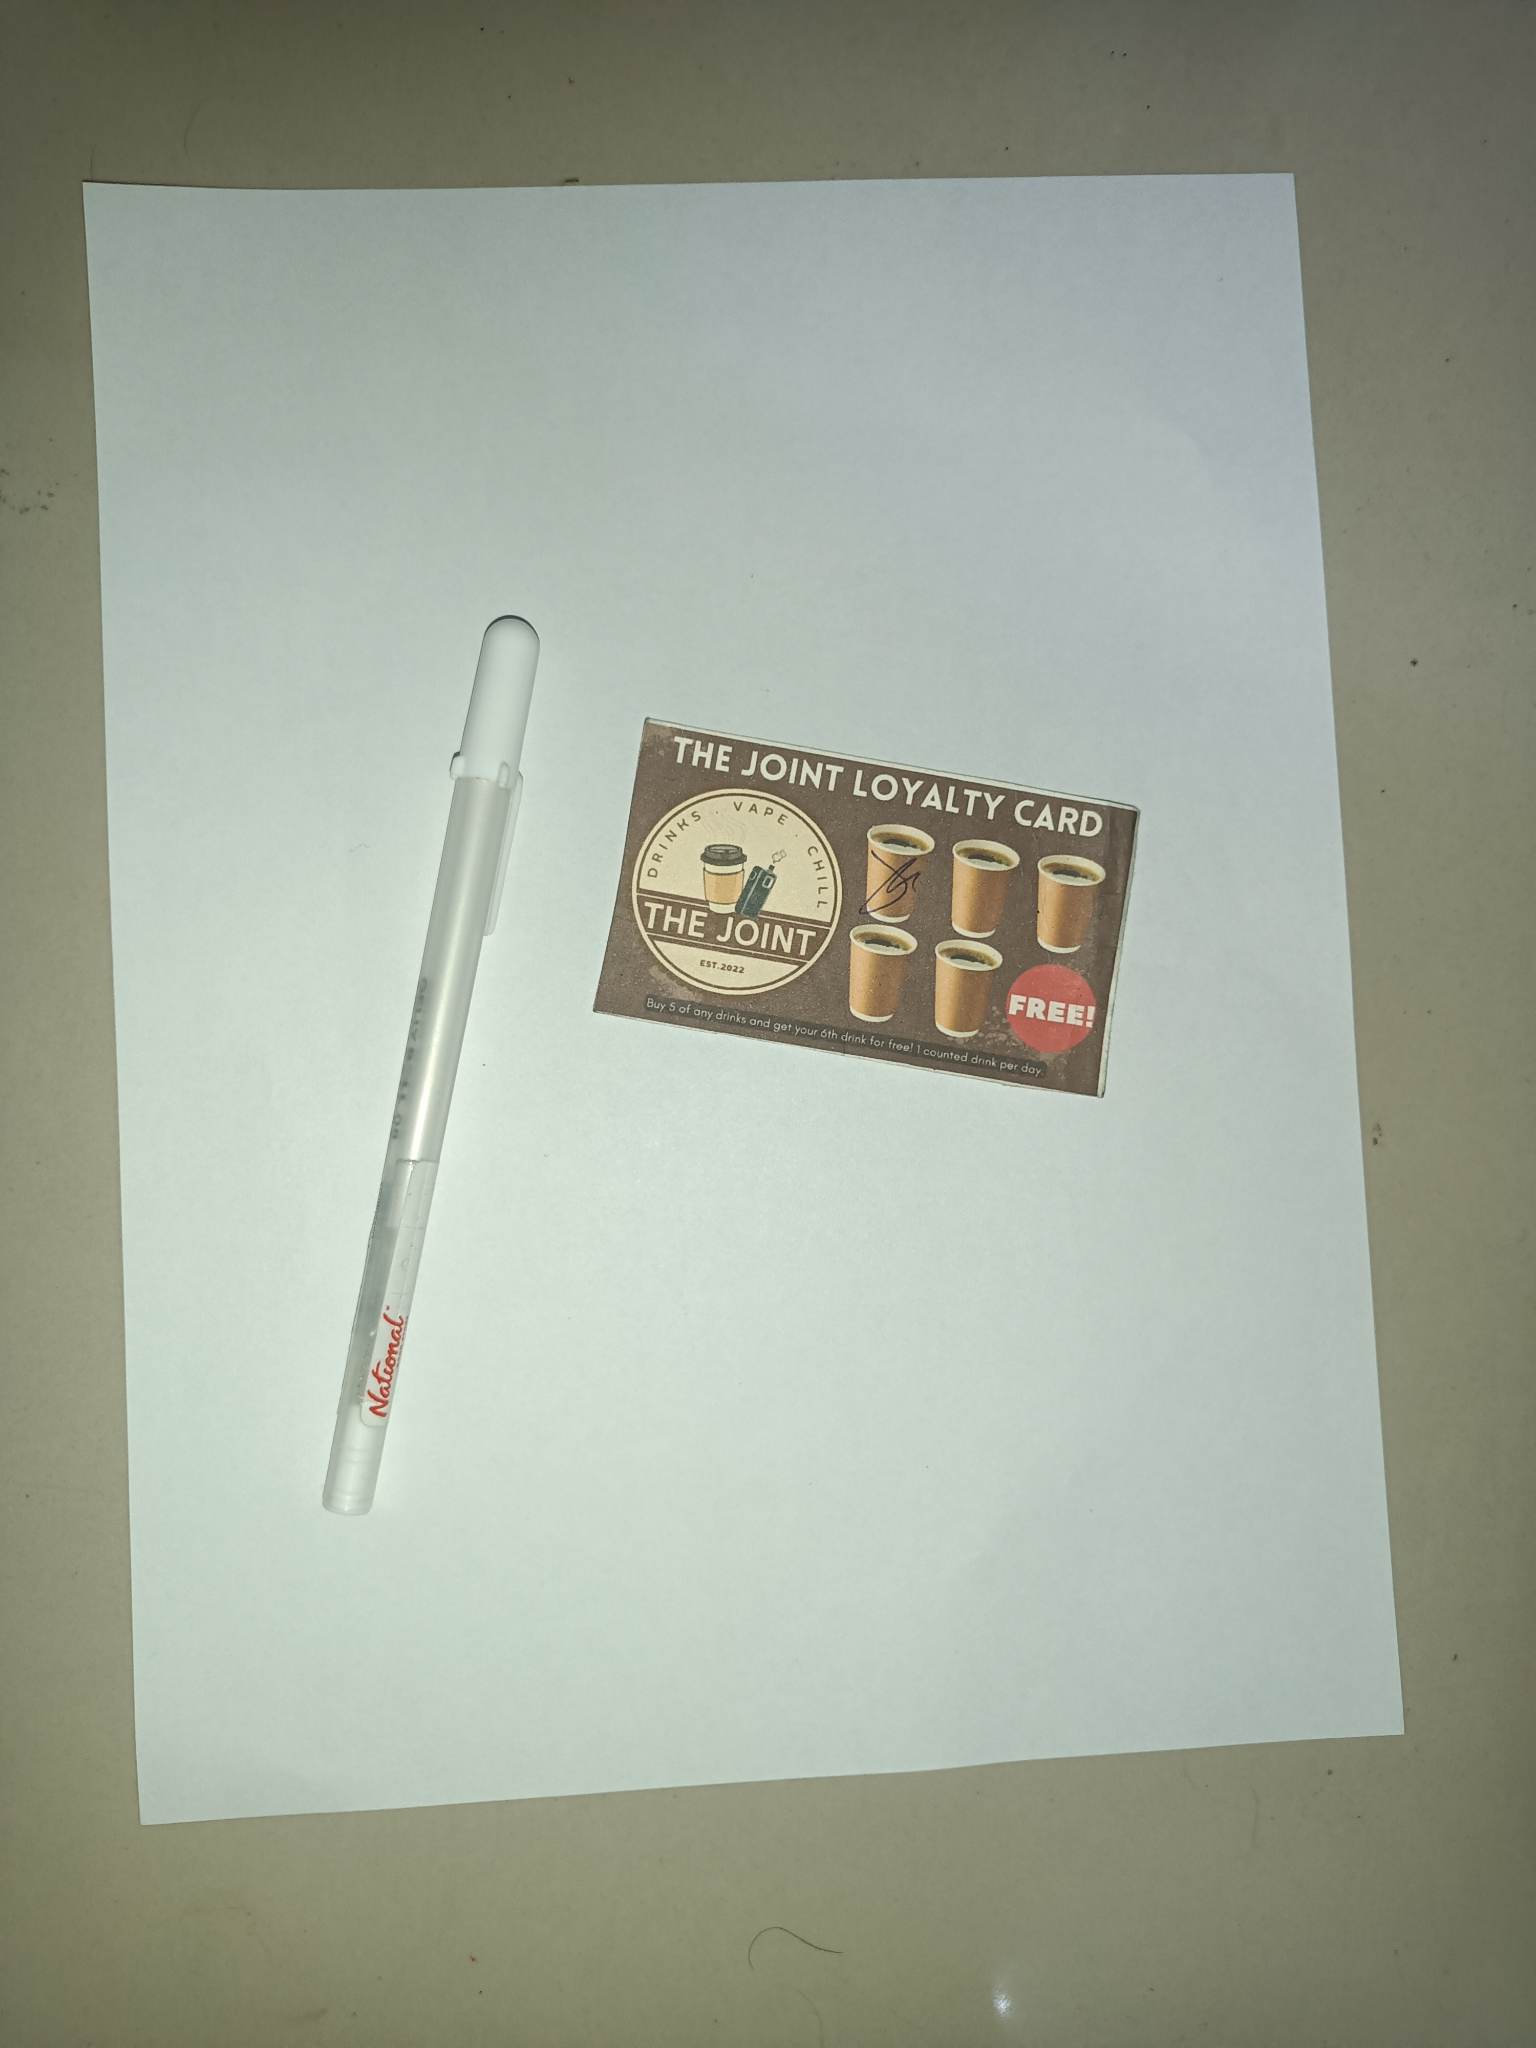 THE JOINT LOYALTY CARD
DRINKS . VAPE . CHILL
THE JOINT
EST.2022
FREE!
Buy 5 of any drinks and get your 6th drink for free! 1 counted drink per day.
National